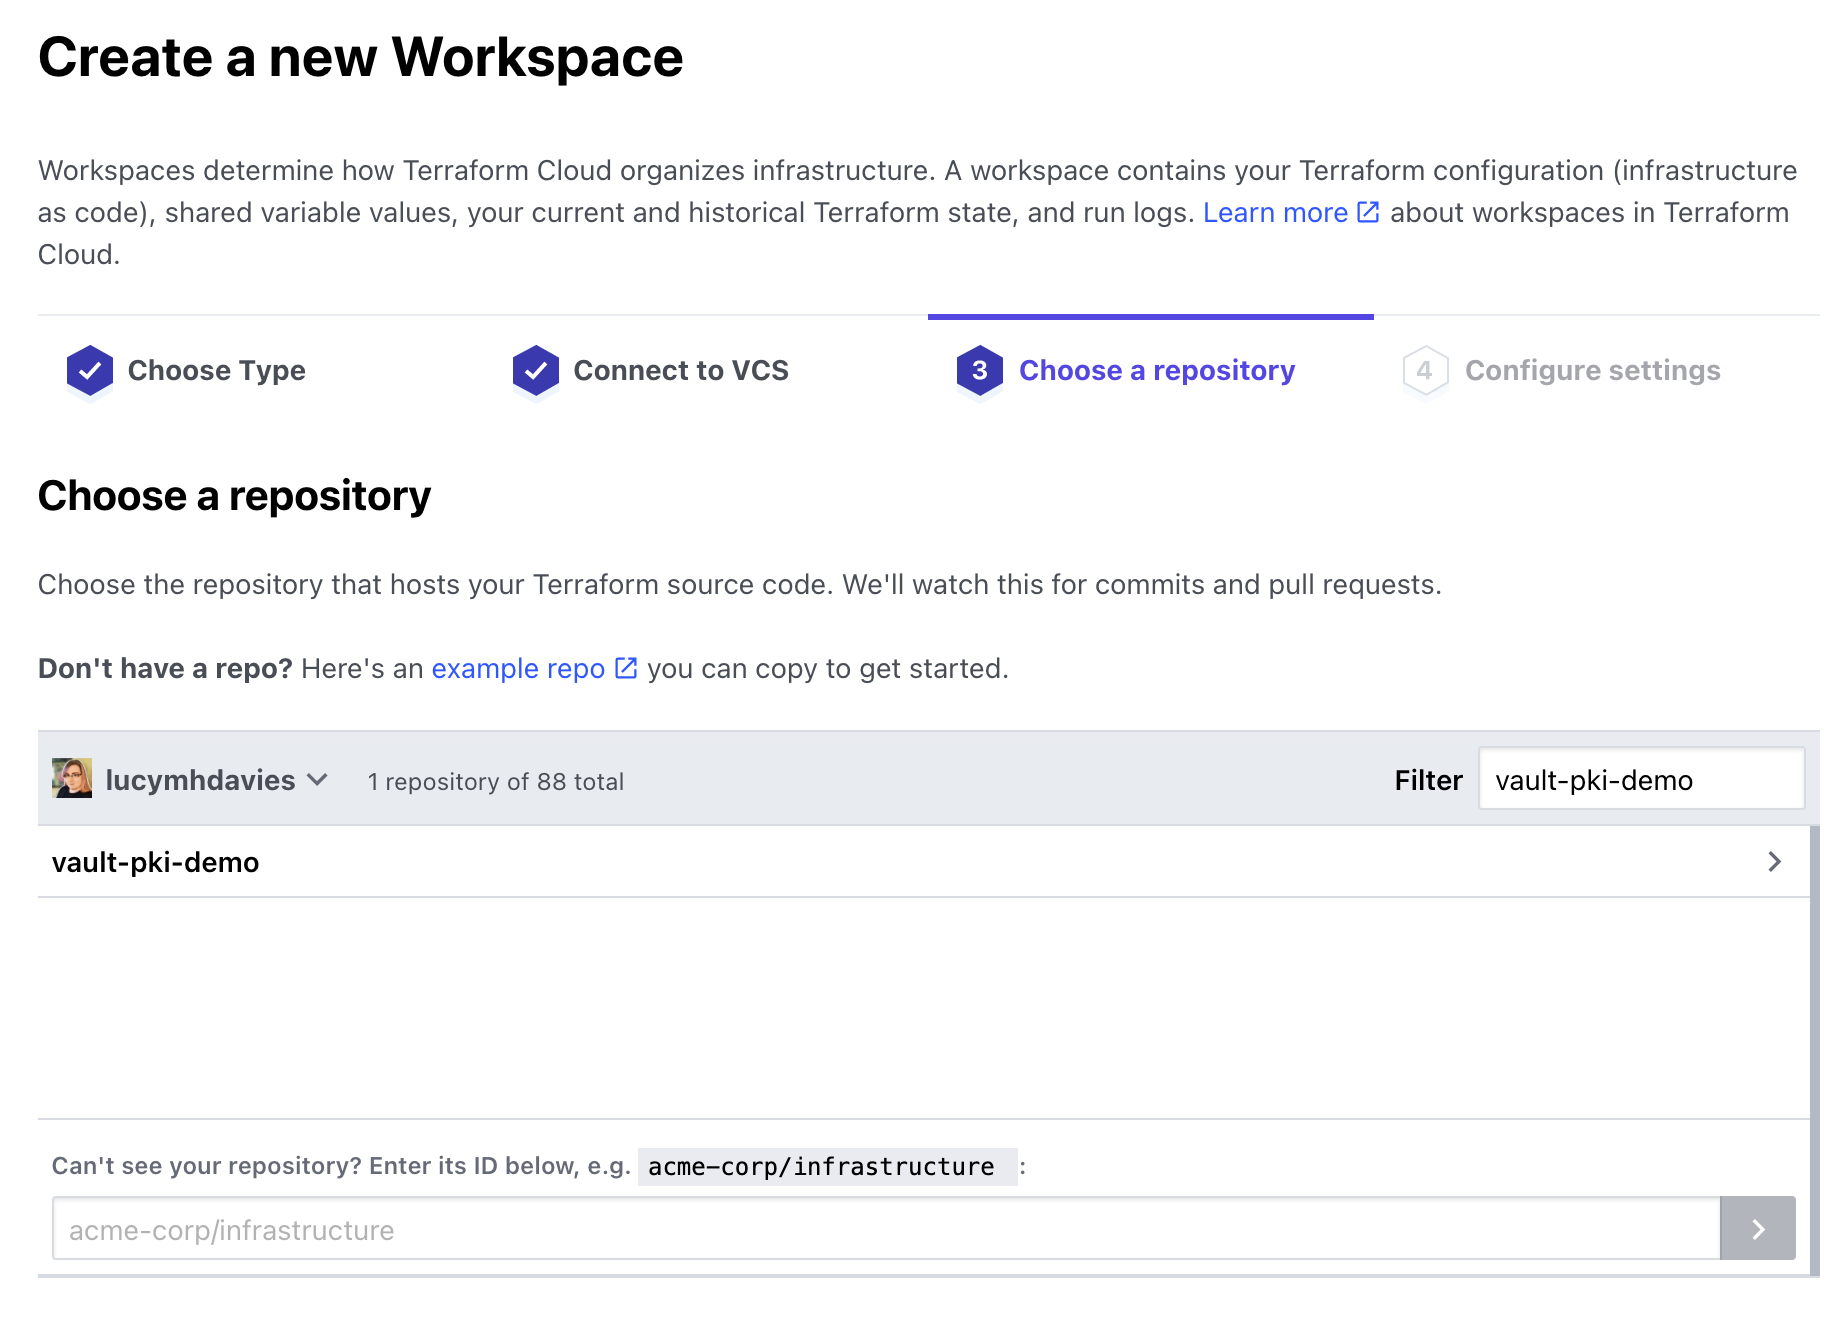 Create a new Workspace
Workspaces determine how Terraform Cloud organizes infrastructure. A workspace contains your Terraform configuration (infrastructure
as code), shared variable values, your current and historical Terraform state, and run logs. Learn more about workspaces in Terraform
Cloud.
Choose Type
Connect to VCS
3 Choose a repository
4 Configure settings
Choose a repository
Choose the repository that hosts your Terraform source code. We'll watch this for commits and pull requests.
Don't have a repo? Here's an example repo you can copy to get started.
lucymhdavies 1 repository of 88 total Filter vault-pki-demo
vault-pki-demo
Can't see your repository? Enter its ID below, e.g. acme-corp/infrastructure :
acme-corp/infrastructure